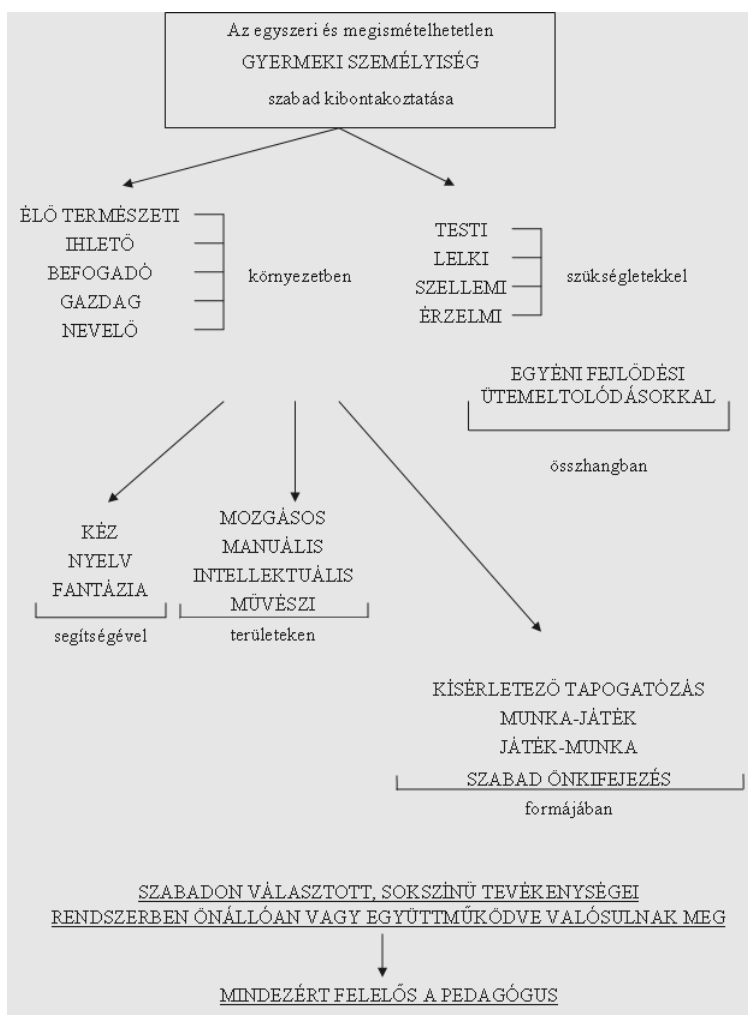 Az egyszeri és megismételhetetlen
GYERMEKI SZEMÉLYISÉG
szabad kibontakoztatása
ÉLŐ TERMÉSZETI
IHLETŐ
BEFOGADÓ
GAZDAG
NEVELŐ
környezetben
TESTI
LELKI
SZELLEMI
ÉRZELMI
szükségletekkel
EGYÉNI FEJLŐDÉSI
ÜTEMELTOLÓDÁSOKKAL
összhangban
KÉZ
NYELV
FANTÁZIA
segítségével
MOZGÁSOS
MANUÁLIS
INTELLEKTUÁLIS
MŰVÉSZI
területeken
KÍSÉRLETEZŐ TAPOGATÓZÁS
MUNKA-JÁTÉK
JÁTÉK-MUNKA
SZABAD ÖNKIFEJEZÉS
formájában
SZABADON VÁLASZTOTT, SOKSZÍNŰ TEVÉKENYSÉGEI
RENDSZERBEN ÖNÁLLÓAN VAGY EGYÜTTMŰKÖDVE VALÓSULNAK MEG
MINDEZÉRT FELELŐS A PEDAGÓGUS